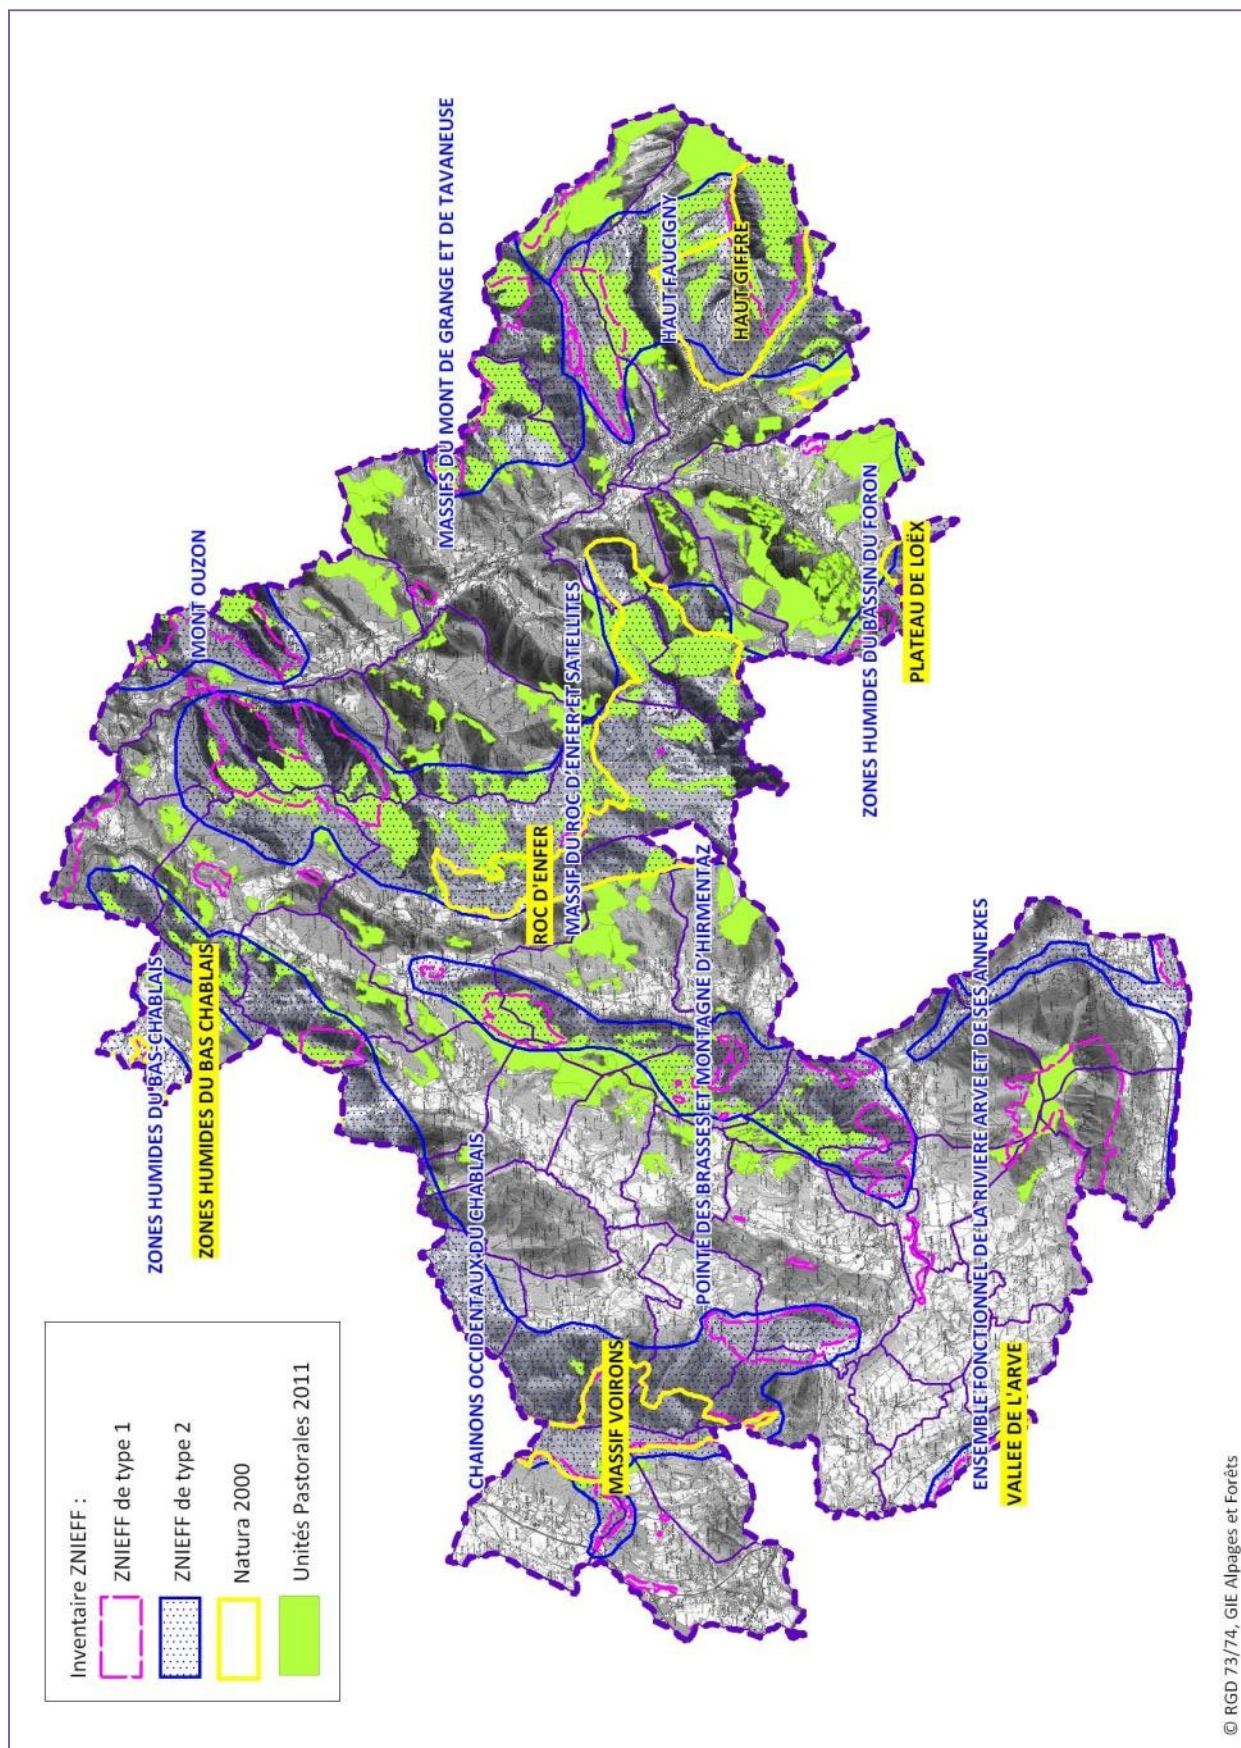 Inventaire ZNIEFF :
ZNIEFF de type 1
ZNIEFF de type 2
Natura 2000
Unités Pastorales 2011
ZONES HUMIDES DU BAS CHABLAIS
ZONES HUMIDES DU BAS CHABLAIS
MONT OUZON
MASSIFS DU MONT DE GRANGE ET DE TAVANEUSE
CHAINONS OCCIDENTAUX DU CHABLAIS
ROC D'ENFER
MASSIF DU ROC D'ENFER ET SATELLITES
MASSIF VOIRONS
HAUT FAUCIGNY
POINTE DES BRASSES ET MONTAGNE D'HIRMENTAZ
HAUT GIFFRE
ZONES HUMIDES DU BASSIN DU FORON
PLATEAU DE LOËX
ENSEMBLE FONCTIONNEL DE LA RIVIERE ARVE ET DE SES ANNEXES
VALLEE DE L'ARVE
© RGD 73/74, GIE Alpages et Forêts